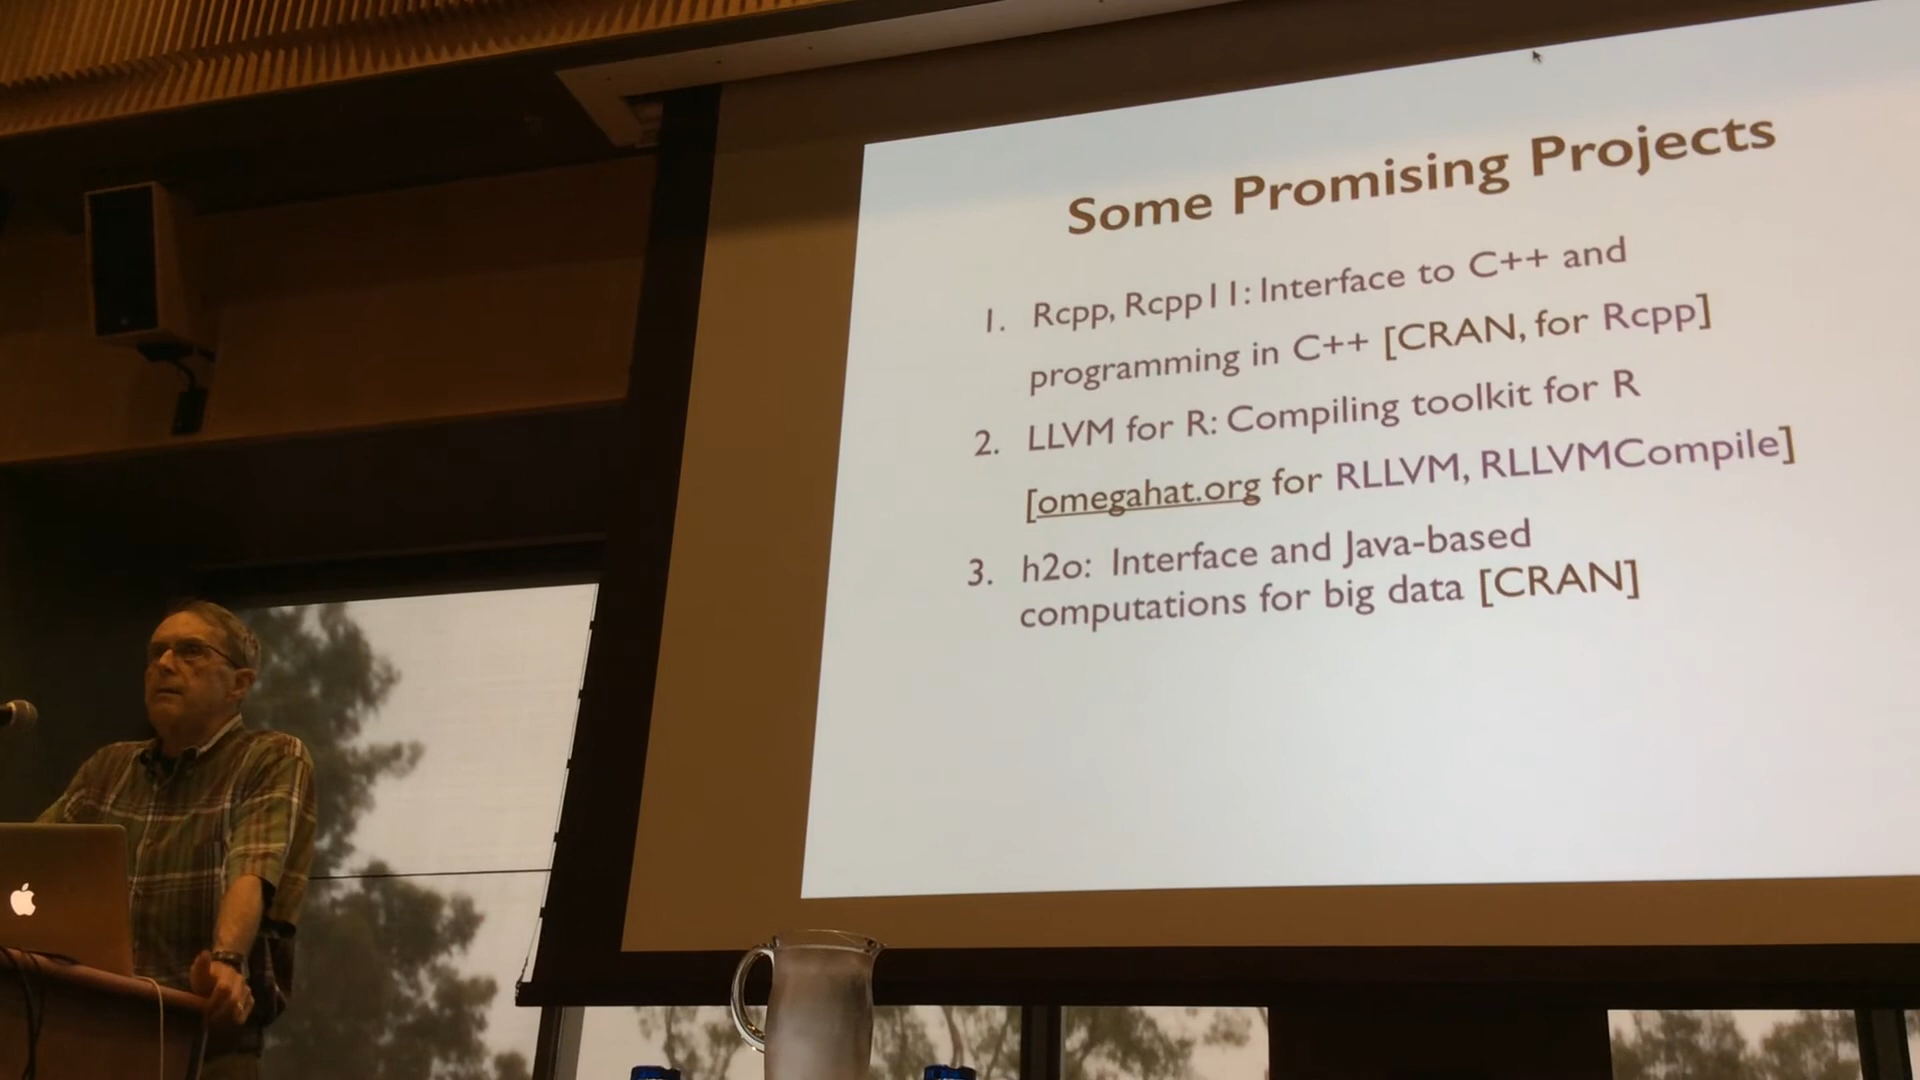 Some Promising Projects
1. Rcpp, Rcpp11: Interface to C++ and
programming in C++ [CRAN, for Rcpp]
2. LLVM for R: Compiling toolkit for R
[omegahat.org for RLLVM, RLLVMCompile]
3. h2o: Interface and Java-based
computations for big data [CRAN]